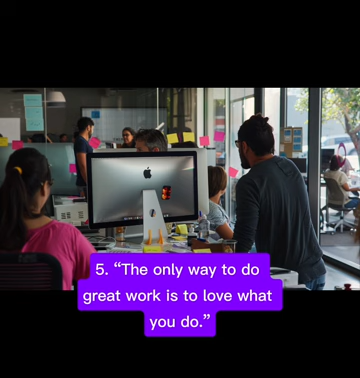 5. “The only way to do
great work is to love what
you do.”